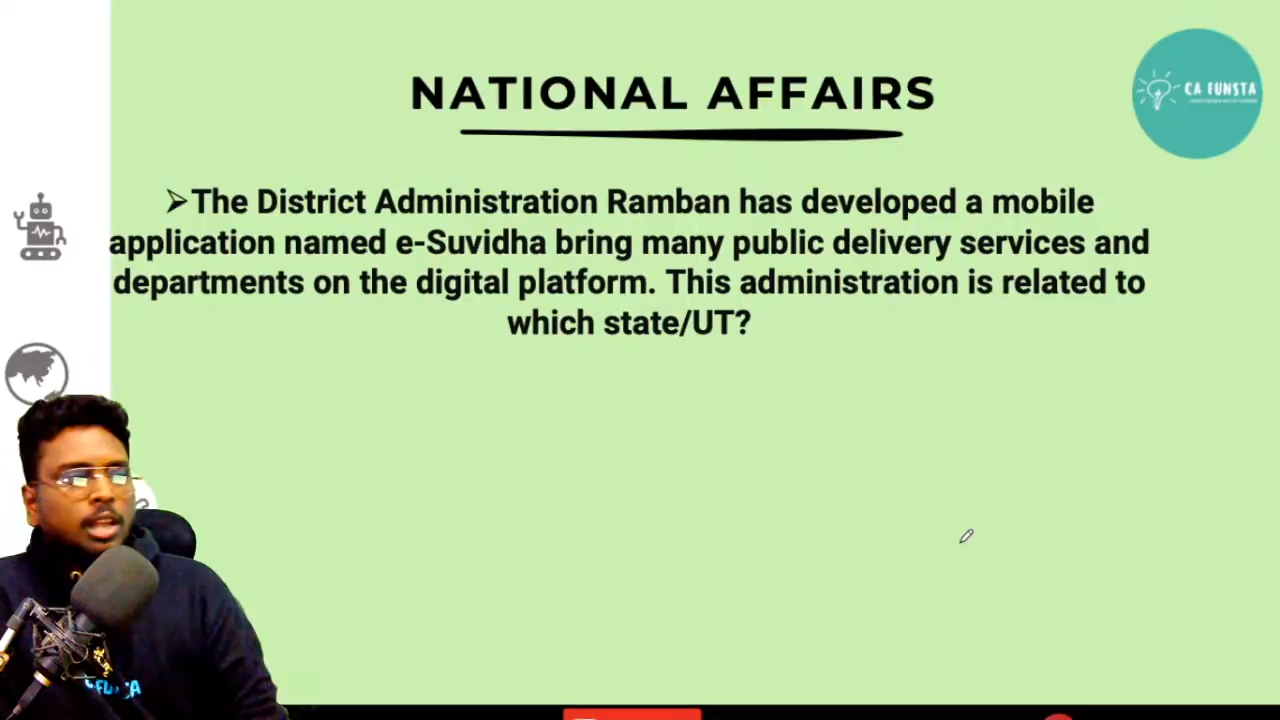 NATIONAL AFFAIRS
CA FUNSTA
➢The District Administration Ramban has developed a mobile
application named e-Suvidha bring many public delivery services and
departments on the digital platform. This administration is related to
which state/UT?